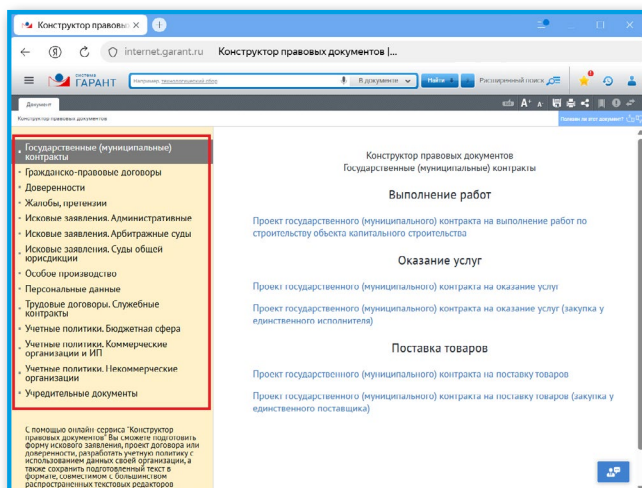 Конструктор правовы
internet.garant.ru Конструктор правовых документов |...
СИСТЕМА
ГАРАНТ
Например, технологический сбор
В документе
Найти
Расширенный поиск
Документ
Конструктор правовых документов
Государственные (муниципальные)
контракты
Гражданско-правовые договоры
Доверенности
Жалобы, претензии
Исковые заявления. Административные
Исковые заявления. Арбитражные суды
Исковые заявления. Суды общей
юрисдикции
Особое производство
Персональные данные
Трудовые договоры. Служебные
контракты
Учетные политики. Бюджетная сфера
Учетные политики. Коммерческие
организации и ИП
Учетные политики. Некоммерческие
организации
Учредительные документы
С помощью онлайн сервиса "Конструктор
правовых документов" Вы сможете подготовить
форму искового заявления, проект договора или
доверенности, разработать учетную политику с
использованием данных своей организации, а
также сохранить подготовленный текст в
формате, совместимом с большинством
распространенных текстовых редакторов
Конструктор правовых документов
Государственные (муниципальные) контракты
Выполнение работ
Проект государственного (муниципального) контракта на выполнение работ по
строительству объекта капитального строительства
Оказание услуг
Проект государственного (муниципального) контракта на оказание услуг
Проект государственного (муниципального) контракта на оказание услуг (закупка у
единственного исполнителя)
Поставка товаров
Проект государственного (муниципального) контракта на поставку товаров
Проект государственного (муниципального) контракта на поставку товаров (закупка у
единственного поставщика)